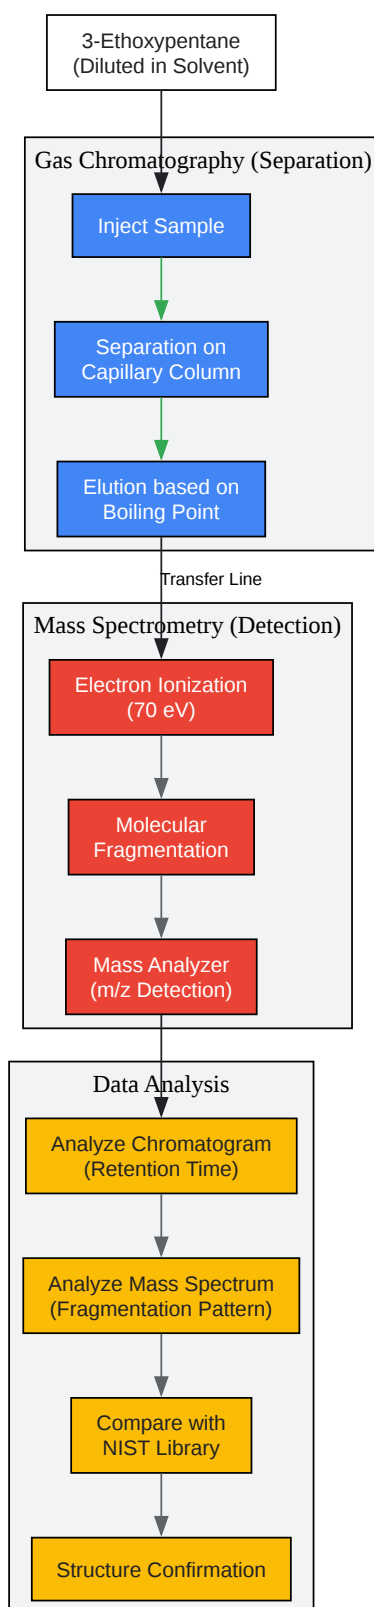 3-Ethoxypentane
(Diluted in Solvent)
Gas Chromatography (Separation)
Inject Sample
Separation on
Capillary Column
Elution based on
Boiling Point
Transfer Line
Mass Spectrometry (Detection)
Electron Ionization
(70 eV)
Molecular
Fragmentation
Mass Analyzer
(m/z Detection)
Data Analysis
Analyze Chromatogram
(Retention Time)
Analyze Mass Spectrum
(Fragmentation Pattern)
Compare with
NIST Library
Structure Confirmation